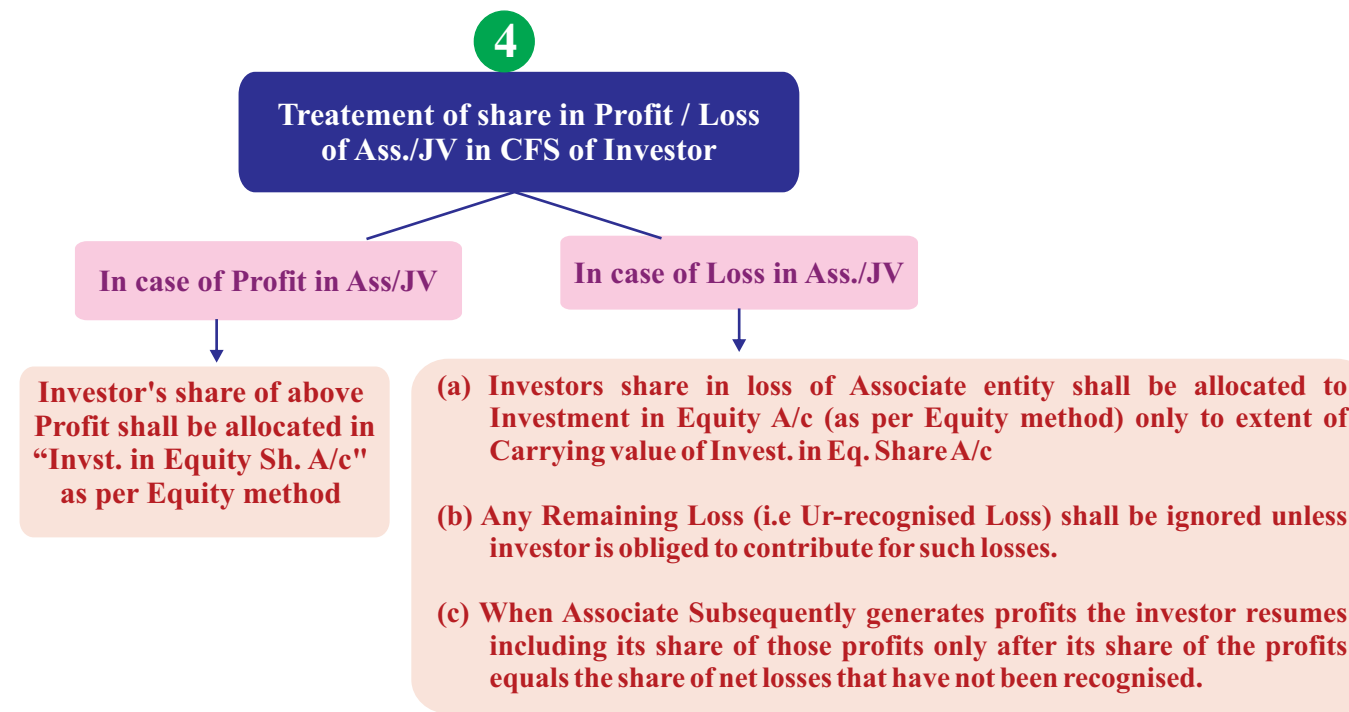 4
Treatement of share in Profit / Loss
of Ass./JV in CFS of Investor
In case of Profit in Ass/JV
In case of Loss in Ass./JV
Investor's share of above
Profit shall be allocated in
“Invst. in Equity Sh. A/c"
as per Equity method
(a) Investors share in loss of Associate entity shall be allocated to
Investment in Equity A/c (as per Equity method) only to extent of
Carrying value of Invest. in Eq. Share A/c
(b) Any Remaining Loss (i.e Ur-recognised Loss) shall be ignored unless
investor is obliged to contribute for such losses.
(c) When Associate Subsequently generates profits the investor resumes
including its share of those profits only after its share of the profits
equals the share of net losses that have not been recognised.